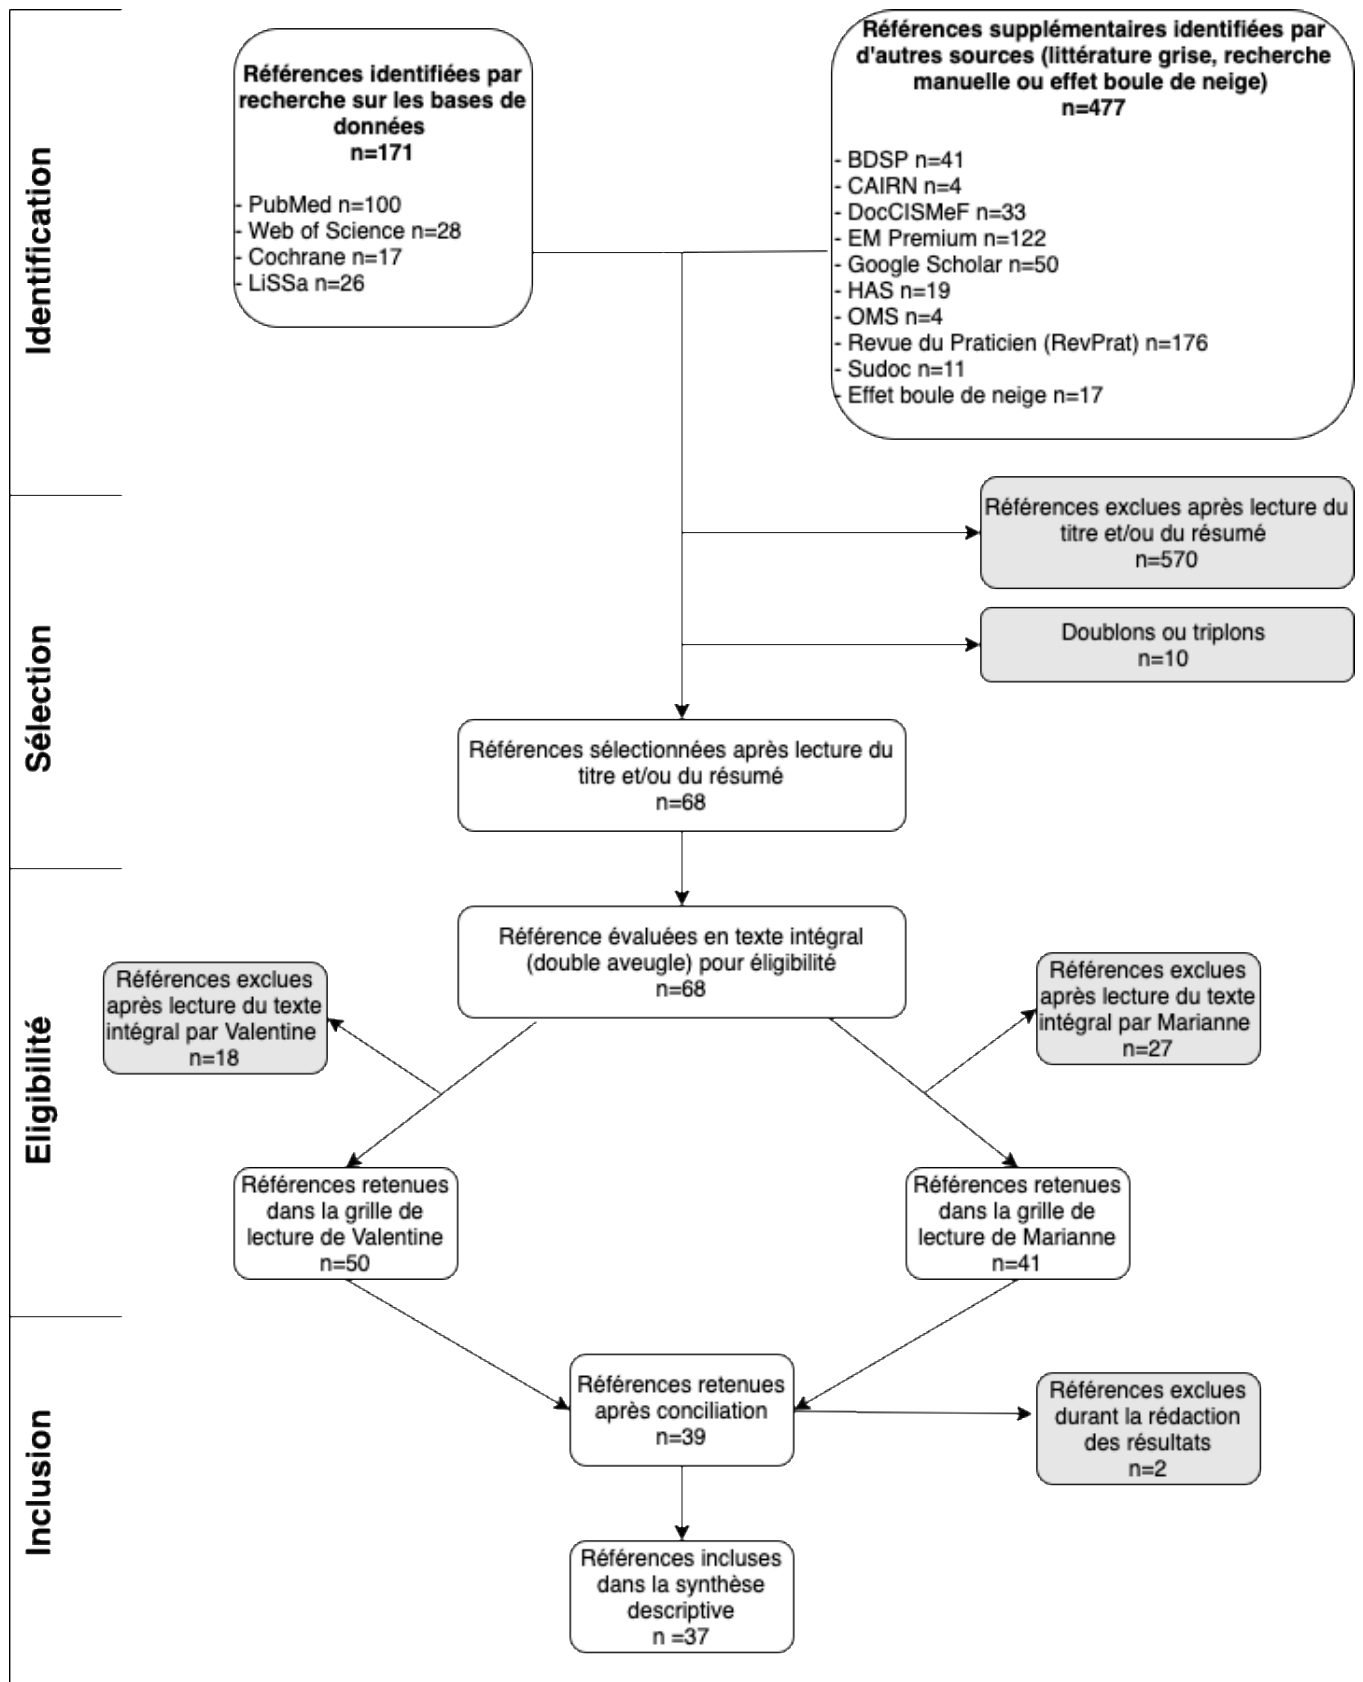 Identification
Références identifiées par
recherche sur les bases de
données
n=171
- PubMed n=100
- Web of Science n=28
- Cochrane n=17
- LiSSa n=26
Références supplémentaires identifiées par
d'autres sources (littérature grise, recherche
manuelle ou effet boule de neige)
n=477
- BDSP n=41
- CAIRN n=4
- DocCISMeF n=33
- EM Premium n=122
- Google Scholar n=50
- HAS n=19
- OMS n=4
- Revue du Praticien (RevPrat) n=176
- Sudoc n=11
- Effet boule de neige n=17
Sélection
Références exclues après lecture du
titre et/ou du résumé
n=570
Doublons ou triplons
n=10
Références sélectionnées après lecture du
titre et/ou du résumé
n=68
Eligibilité
Référence évaluées en texte intégral
(double aveugle) pour éligibilité
n=68
Références exclues
après lecture du texte
intégral par Valentine
n=18
Références exclues
après lecture du texte
intégral par Marianne
n=27
Références retenues
dans la grille de
lecture de Valentine
n=50
Références retenues
dans la grille de
lecture de Marianne
n=41
Inclusion
Références retenues
après conciliation
n=39
Références exclues
durant la rédaction
des résultats
n=2
Références incluses
dans la synthèse
descriptive
n =37